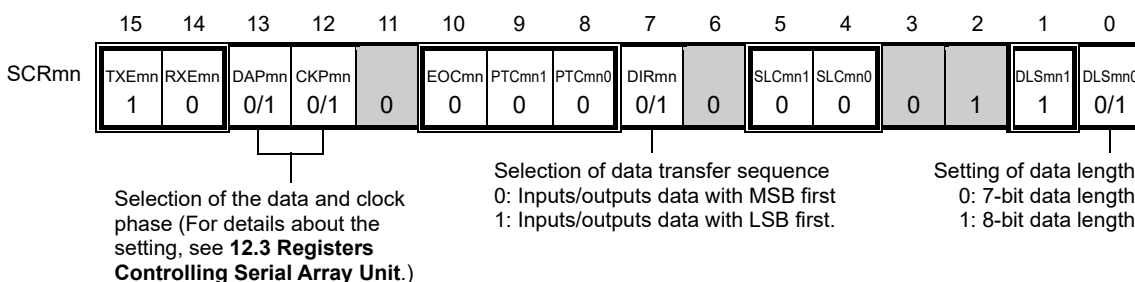 15 14 13 12 11 10 9 8 7 6 5 4 3 2 1 0
SCRmn
TXEmn RXEmn DAPmn CKPmn EOCmn PTCmn1 PTCmn0 DIRmn SLCmn1 SLCmn0 DLSmn1 DLSmn0
1 0 0/1 0/1 0 0 0 0 0/1 0 0 0 0 1 1 0/1
Selection of the data and clock
phase (For details about the
setting, see 12.3 Registers
Controlling Serial Array Unit.)
Selection of data transfer sequence
0: Inputs/outputs data with MSB first
1: Inputs/outputs data with LSB first.
Setting of data length
0: 7-bit data length
1: 8-bit data length